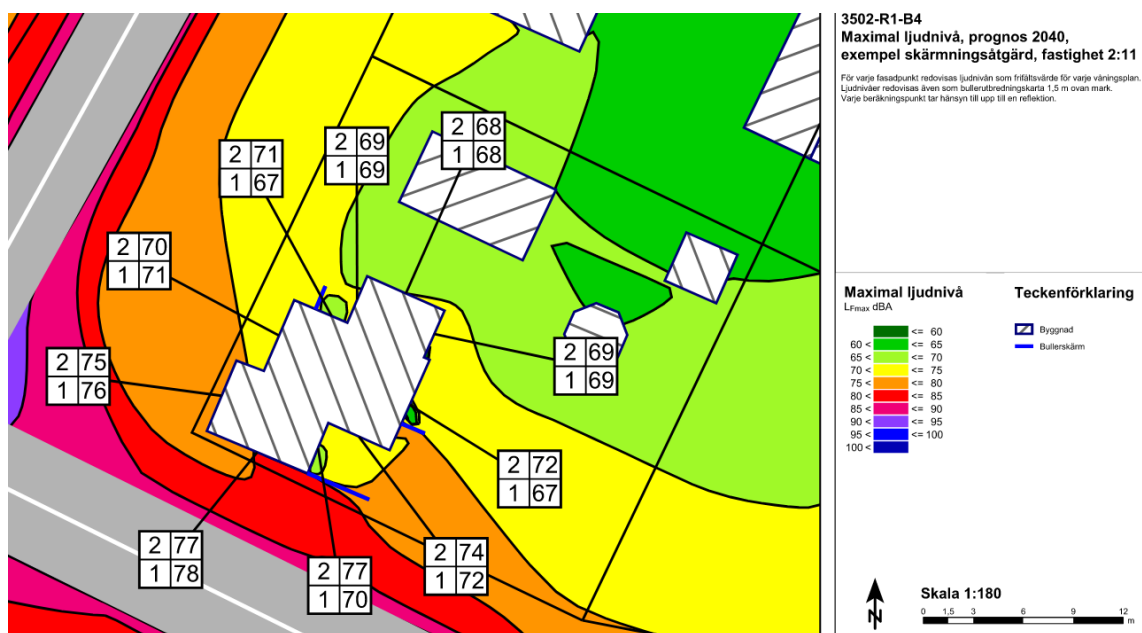 3502-R1-B4
Maximal ljudnivå, prognos 2040,
exempel skärmningsåtgärd, fastighet 2:11
För varje fasadpunkt redovisas ljudnivån som frifältsvärde för varje våningsplan.
Ljudnivåer redovisas även som bullerutbredningskarta 1,5 m ovan mark.
Varje beräkningspunkt tar hänsyn till upp till en reflektion.
2 68
1 68
2 69
1 69
2 71
1 67
2 70
1 71
2 75
1 76
2 69
1 69
2 72
1 67
2 77
1 78
2 77
1 70
2 74
1 72
Maximal ljudnivå
LFmax dBA
<= 60
60 < <= 65
65 < <= 70
70 < <= 75
75 < <= 80
80 < <= 85
85 < <= 90
90 < <= 95
95 < <= 100
100 <
Teckenförklaring
Byggnad
Bullerskärm
N
Skala 1:180
0 1,5 3 6 9 12
m